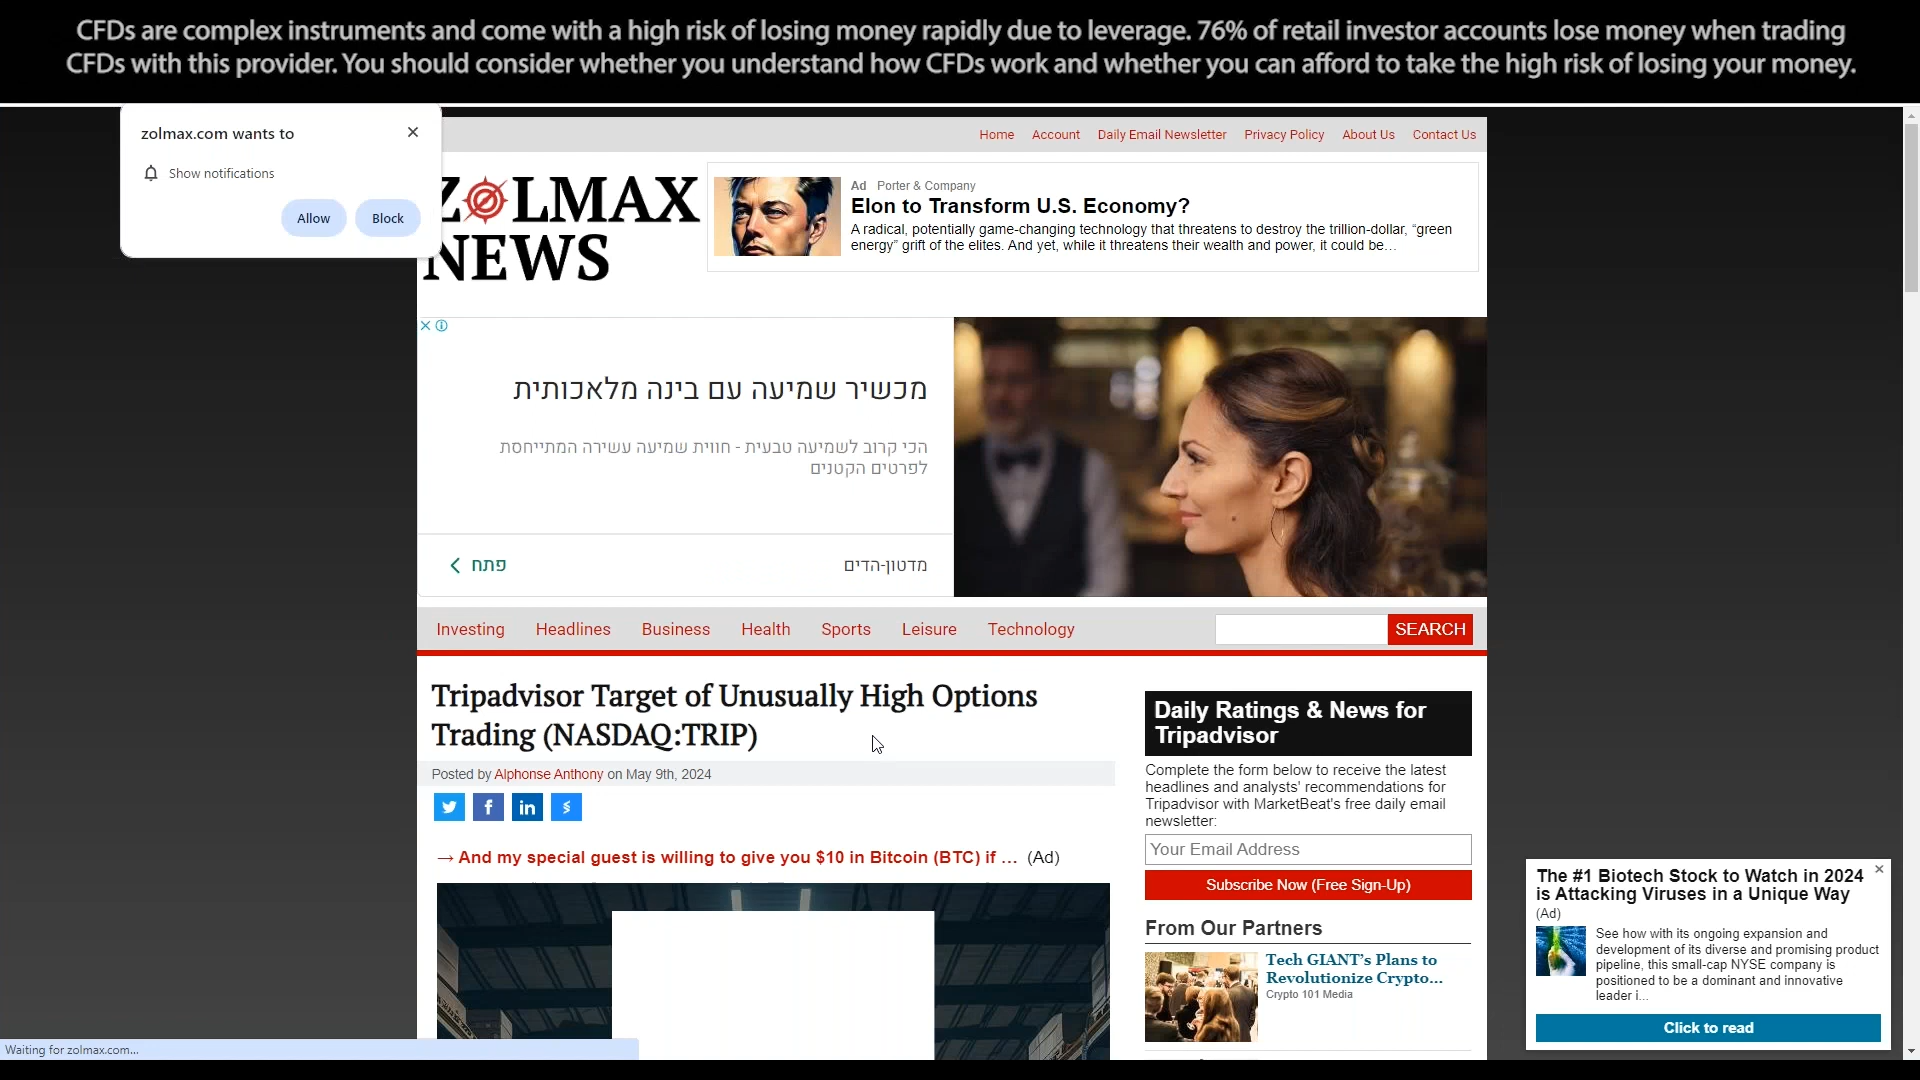 CFDs are complex instruments and come with a high risk of losing money rapidly due to leverage. 76% of retail investor accounts lose money when trading
CFDs with this provider. You should consider whether you understand how CFDs work and whether you can afford to take the high risk of losing your money.
zolmax.com wants to
Show notifications
Allow
Block
Home
Account
Daily Email Newsletter
Privacy Policy
About Us
Contact Us
ZOLMAX
NEWS
Ad Porter & Company
Elon to Transform U.S. Economy?
A radical, potentially game-changing technology that threatens to destroy the trillion-dollar, “green
energy” grift of the elites. And yet, while it threatens their wealth and power, it could be…
מכשיר שמיעה עם בינה מלאכותית
הכי קרוב לשמיעה טבעית - חווית שמיעה עשירה המתייחסת
לפרטים הקטנים
מדטון-הדים
פתח
Investing
Headlines
Business
Health
Sports
Leisure
Technology
SEARCH
Tripadvisor Target of Unusually High Options
Trading (NASDAQ:TRIP)
Posted by Alphonse Anthony on May 9th, 2024
→ And my special guest is willing to give you $10 in Bitcoin (BTC) if … (Ad)
Daily Ratings & News for
Tripadvisor
Complete the form below to receive the latest
headlines and analysts' recommendations for
Tripadvisor with MarketBeat's free daily email
newsletter:
Your Email Address
Subscribe Now (Free Sign-Up)
From Our Partners
Tech GIANT’s Plans to
Revolutionize Crypto...
Crypto 101 Media
The #1 Biotech Stock to Watch in 2024
is Attacking Viruses in a Unique Way
(Ad)
See how with its ongoing expansion and
development of its diverse and promising product
pipeline, this small-cap NYSE company is
positioned to be a dominant and innovative
leader i...
Click to read
Waiting for zolmax.com...